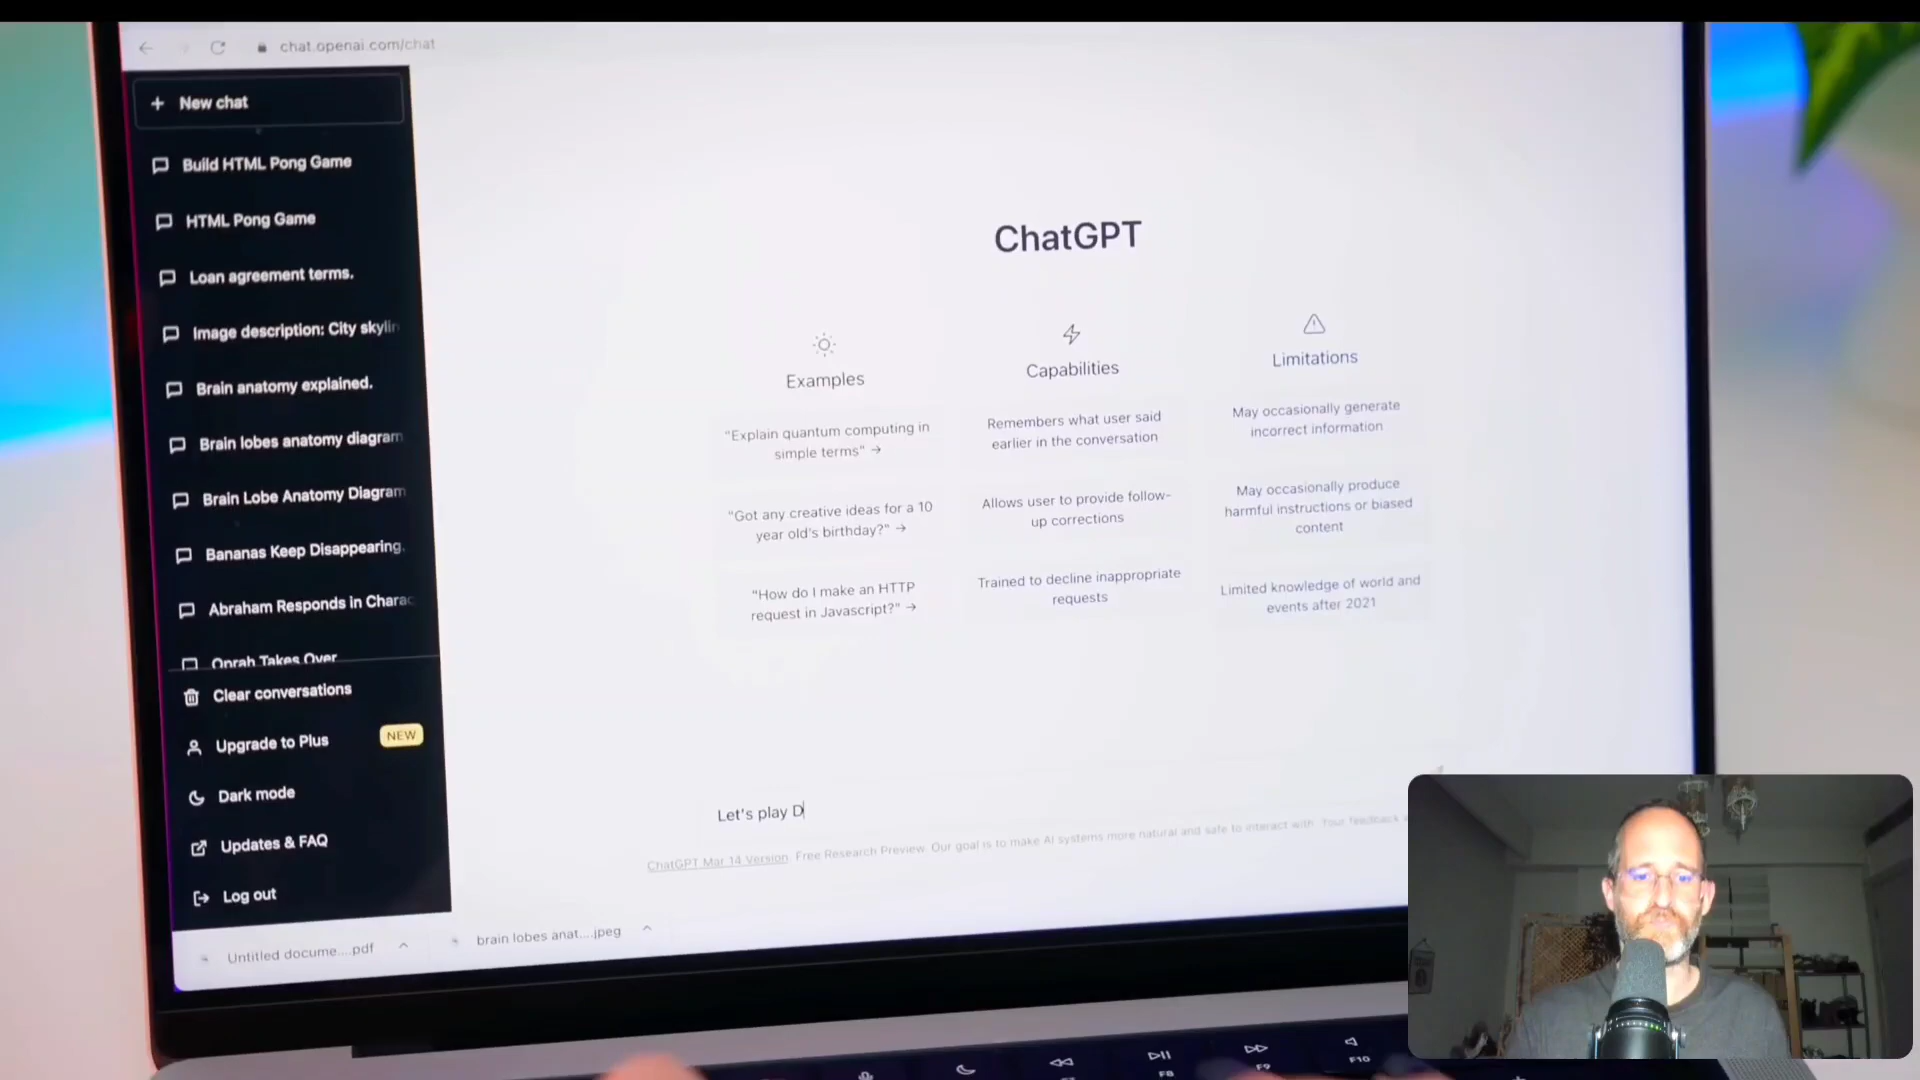 chat.openai.com/chat
New chat
Build HTML Pong Game
HTML Pong Game
Loan agreement terms.
Image description: City skylin
Brain anatomy explained.
Brain lobes anatomy diagram
Brain Lobe Anatomy Diagram
Bananas Keep Disappearing.
Abraham Responds in Charac
Oprah Takes Over
Clear conversations
Upgrade to Plus
NEW
Dark mode
Updates & FAQ
Log out
ChatGPT
Examples
"Explain quantum computing in
simple terms" →
"Got any creative ideas for a 10
year old's birthday?" →
"How do I make an HTTP
request in Javascript?" →
Capabilities
Remembers what user said
earlier in the conversation
Allows user to provide follow-
up corrections
Trained to decline inappropriate
requests
Limitations
May occasionally generate
incorrect information
May occasionally produce
harmful instructions or biased
content
Limited knowledge of world and
events after 2021
Let's play D
ChatGPT Mar 14 Version. Free Research Preview. Our goal is to make AI systems more natural and safe to interact with. Your feedback
Untitled docume....pdf
brain lobes anat....jpeg
F8
F9
F10